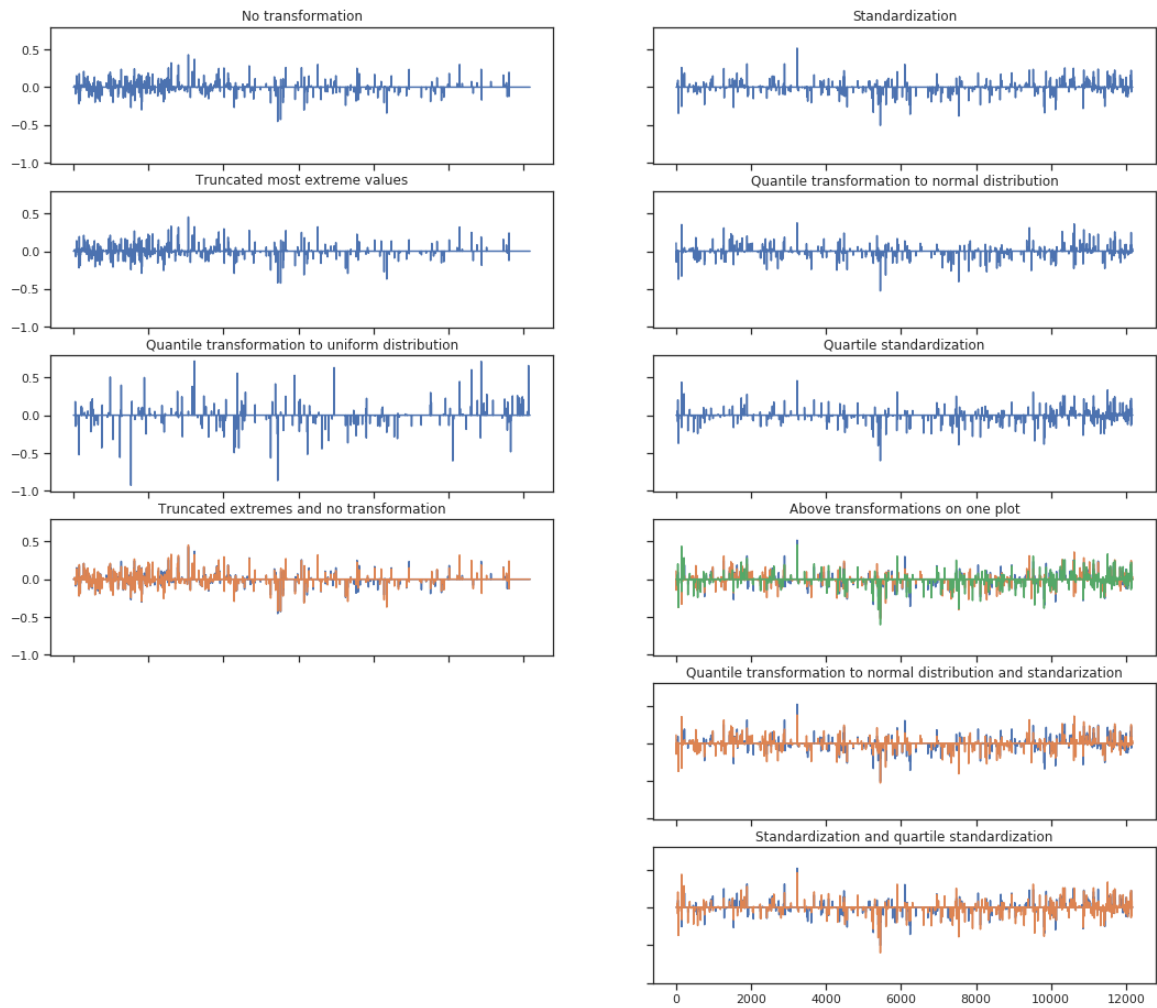 No transformation
0.5
0.0
−0.5
−1.0
Standardization
Truncated most extreme values
0.5
0.0
−0.5
−1.0
Quantile transformation to normal distribution
Quantile transformation to uniform distribution
0.5
0.0
−0.5
−1.0
Quartile standardization
Truncated extremes and no transformation
0.5
0.0
−0.5
−1.0
Above transformations on one plot
Quantile transformation to normal distribution and standarization
Standardization and quartile standardization
0 2000 4000 6000 8000 10000 12000